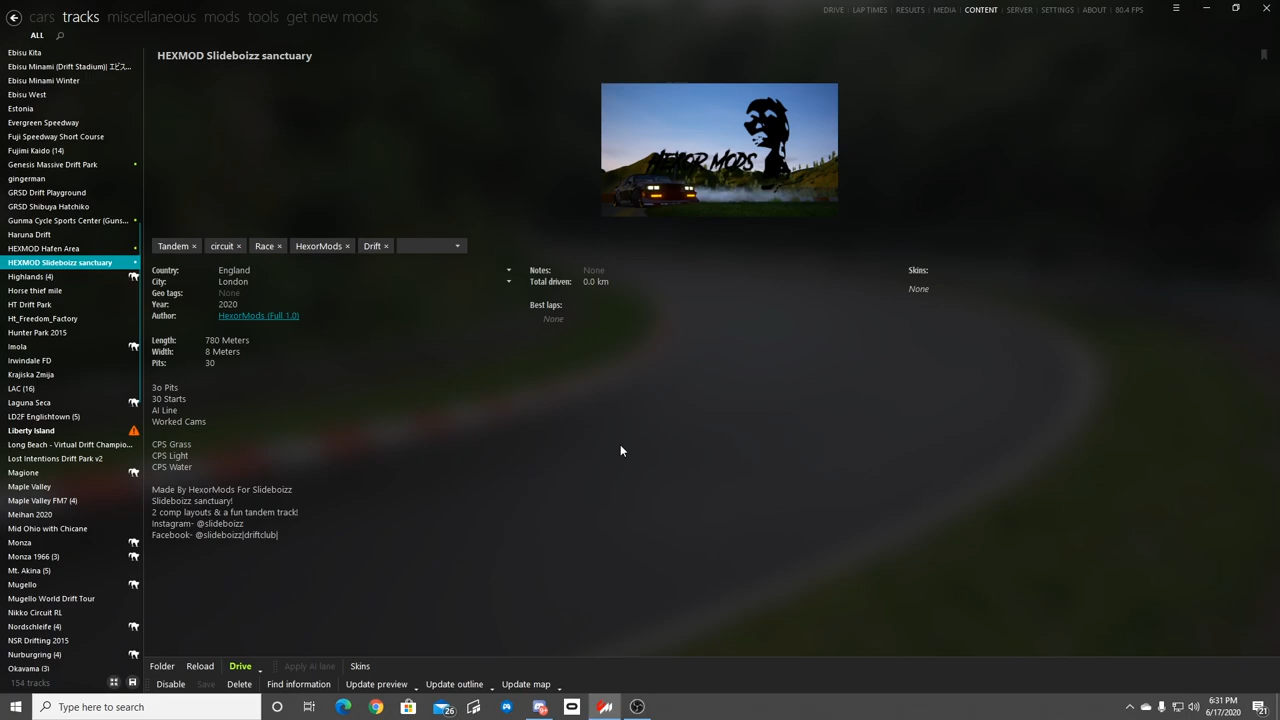 cars tracks miscellaneous mods tools get new mods
DRIVE LAP TIMES RESULTS MEDIA CONTENT SERVER SETTINGS ABOUT 80.4 FPS
ALL
Ebisu Kita
Ebisu Minami (Drift Stadium)| エビス...
Ebisu Minami Winter
Ebisu West
Estonia
Evergreen Speedway
Fuji Speedway Short Course
Fujimi Kaido (14)
Genesis Massive Drift Park
gingerman
GRSD Drift Playground
GRSD Shibuya Hatchiko
Gunma Cycle Sports Center (Guns...
Haruna Drift
HEXMOD Hafen Area
HEXMOD Slideboizz sanctuary
Highlands (4)
Horse thief mile
HT Drift Park
Ht_Freedom_Factory
Hunter Park 2015
Imola
Irwindale FD
Krajiska Zmija
LAC (16)
Laguna Seca
LD2F Englishtown (5)
Liberty Island
Long Beach - Virtual Drift Champio...
Lost Intentions Drift Park v2
Magione
Maple Valley
Maple Valley FM7 (4)
Meihan 2020
Mid Ohio with Chicane
Monza
Monza 1966 (3)
Mt. Akina (5)
Mugello
Mugello World Drift Tour
Nikko Circuit RL
Nordschleife (4)
NSR Drifting 2015
Nurburgring (4)
Okayama (3)
154 tracks
HEXMOD Slideboizz sanctuary
HEXOR MODS
Tandem × circuit × Race × HexorMods × Drift ×
Country: England
City: London
Geo tags: None
Year: 2020
Author: HexorMods (Full 1.0)
Length: 780 Meters
Width: 8 Meters
Pits: 30
Notes: None
Total driven: 0.0 km
Best laps:
None
Skins:
None
3o Pits
30 Starts
AI Line
Worked Cams
CPS Grass
CPS Light
CPS Water
Made By HexorMods For Slideboizz
Slideboizz sanctuary!
2 comp layouts & a fun tandem track!
Instagram- @slideboizz
Facebook- @slideboizz|driftclub|
Folder Reload Drive Apply AI lane Skins
Disable Save Delete Find information Update preview Update outline Update map
Type here to search
26
6:31 PM
6/17/2020
21